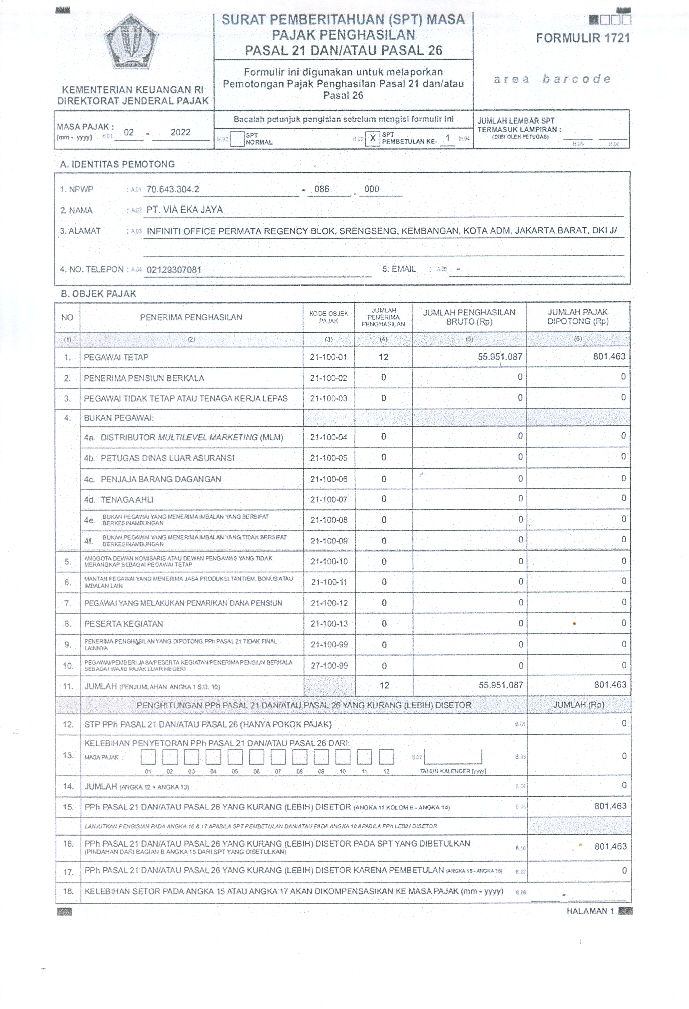 SURAT PEMBERITAHUAN (SPT) MASA
PAJAK PENGHASILAN
PASAL 21 DAN/ATAU PASAL 26
FORMULIR 1721
Formulir ini digunakan untuk melaporkan
Pemotongan Pajak Penghasilan Pasal 21 dan/atau
Pasal 26
area barcode
KEMENTERIAN KEUANGAN RI
DIREKTORAT JENDERAL PAJAK
Bacalah petunjuk pengisian sebelum mengisi formulir ini
MASA PAJAK :
[mm - yyyy] 02 - 2022
SPT
NORMAL
X SPT
PEMBETULAN KE- 1
JUMLAH LEMBAR SPT
TERMASUK LAMPIRAN :
(DIISI OLEH PETUGAS)
A. IDENTITAS PEMOTONG
1. NPWP : A.01 70.643.304.2 - 086 . 000
2. NAMA : A.02 PT. VIA EKA JAYA
3. ALAMAT : A.03 INFINITI OFFICE PERMATA REGENCY BLOK. SRENGSENG, KEMBANGAN, KOTA ADM. JAKARTA BARAT, DKI J/
4. NO. TELEPON : A.04 02129307081 5. EMAIL : A.05 -
B. OBJEK PAJAK
NO PENERIMA PENGHASILAN KODE OBJEK PAJAK JUMLAH PENERIMA PENGHASILAN JUMLAH PENGHASILAN BRUTO (Rp) JUMLAH PAJAK DIPOTONG (Rp)
(1) (2) (3) (4) (5) (6)
1. PEGAWAI TETAP 21-100-01 12 55.951.087 801.463
2. PENERIMA PENSIUN BERKALA 21-100-02 0 0 0
3. PEGAWAI TIDAK TETAP ATAU TENAGA KERJA LEPAS 21-100-03 0 0 0
4. BUKAN PEGAWAI:
4a. DISTRIBUTOR MULTILEVEL MARKETING (MLM) 21-100-04 0 0 0
4b. PETUGAS DINAS LUAR ASURANSI 21-100-05 0 0 0
4c. PENJAJA BARANG DAGANGAN 21-100-06 0 0 0
4d. TENAGA AHLI 21-100-07 0 0 0
4e. BUKAN PEGAWAI YANG MENERIMA IMBALAN YANG BERSIFAT BERKESINAMBUNGAN 21-100-08 0 0 0
4f. BUKAN PEGAWAI YANG MENERIMA IMBALAN YANG TIDAK BERSIFAT BERKESINAMBUNGAN 21-100-09 0 0 0
5. ANGGOTA DEWAN KOMISARIS ATAU DEWAN PENGAWAS YANG TIDAK MERANGKAP SEBAGAI PEGAWAI TETAP 21-100-10 0 0 0
6. MANTAN PEGAWAI YANG MENERIMA JASA PRODUKSI, TANTIEM, BONUS ATAU IMBALAN LAIN 21-100-11 0 0 0
7. PEGAWAI YANG MELAKUKAN PENARIKAN DANA PENSIUN 21-100-12 0 0 0
8. PESERTA KEGIATAN 21-100-13 0 0 0
9. PENERIMA PENGHASILAN YANG DIPOTONG PPh PASAL 21 TIDAK FINAL LAINNYA 21-100-99 0 0 0
10. PEGAWAI/PEMBERI JASA/PESERTA KEGIATAN/PENERIMA PENSIUN BERKALA SEBAGAI WAJIB PAJAK LUAR NEGERI 27-100-99 0 0 0
11. JUMLAH (PENJUMLAHAN ANGKA 1 S.D. 10) 12 55.951.087 801.463
PENGHITUNGAN PPh PASAL 21 DAN/ATAU PASAL 26 YANG KURANG (LEBIH) DISETOR JUMLAH (Rp)
12. STP PPh PASAL 21 DAN/ATAU PASAL 26 (HANYA POKOK PAJAK) 0
13. KELEBIHAN PENYETORAN PPh PASAL 21 DAN/ATAU PASAL 26 DARI:
MASA PAJAK : 0
01 02 03 04 05 06 07 08 09 10 11 12 TAHUN KALENDER [yyyy]
14. JUMLAH (ANGKA 12 + ANGKA 13) 0
15. PPh PASAL 21 DAN/ATAU PASAL 26 YANG KURANG (LEBIH) DISETOR (ANGKA 11 KOLOM 6 - ANGKA 14) 801.463
LANJUTKAN PENGISIAN PADA ANGKA 16 & 17 APABILA SPT PEMBETULAN DAN/ATAU PADA ANGKA 18 APABILA PPh LEBIH DISETOR
16. PPh PASAL 21 DAN/ATAU PASAL 26 YANG KURANG (LEBIH) DISETOR PADA SPT YANG DIBETULKAN
(PINDAHAN DARI BAGIAN B ANGKA 15 DARI SPT YANG DIBETULKAN) 801.463
17. PPh PASAL 21 DAN/ATAU PASAL 26 YANG KURANG (LEBIH) DISETOR KARENA PEMBETULAN (ANGKA 15 - ANGKA 16) 0
18. KELEBIHAN SETOR PADA ANGKA 15 ATAU ANGKA 17 AKAN DIKOMPENSASIKAN KE MASA PAJAK (mm - yyyy) -
HALAMAN 1